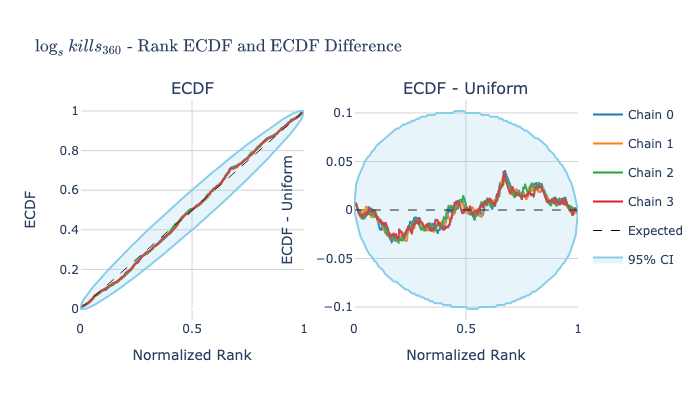 log_s kills_360 - Rank ECDF and ECDF Difference
ECDF
ECDF - Uniform
1
0.8
0.6
0.4
0.2
0
ECDF
0
0.5
1
Normalized Rank
0.1
0.05
0
−0.05
−0.1
ECDF - Uniform
0
0.5
1
Normalized Rank
Chain 0
Chain 1
Chain 2
Chain 3
Expected
95% CI